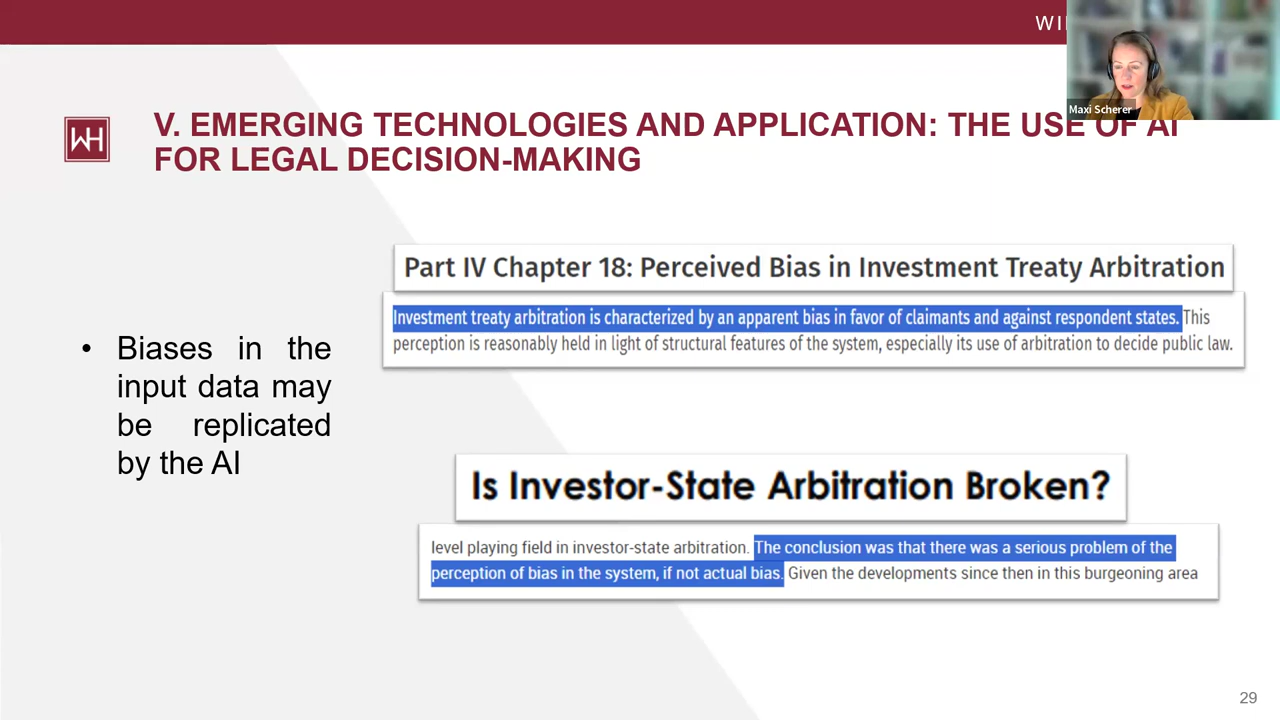 WI
Maxi Scherer
WH
V. EMERGING TECHNOLOGIES AND APPLICATION: THE USE OF AI
FOR LEGAL DECISION-MAKING
• Biases in the
input data may
be replicated
by the AI
Part IV Chapter 18: Perceived Bias in Investment Treaty Arbitration
Investment treaty arbitration is characterized by an apparent bias in favor of claimants and against respondent states. This
perception is reasonably held in light of structural features of the system, especially its use of arbitration to decide public law.
Is Investor-State Arbitration Broken?
level playing field in investor-state arbitration. The conclusion was that there was a serious problem of the
perception of bias in the system, if not actual bias. Given the developments since then in this burgeoning area
29